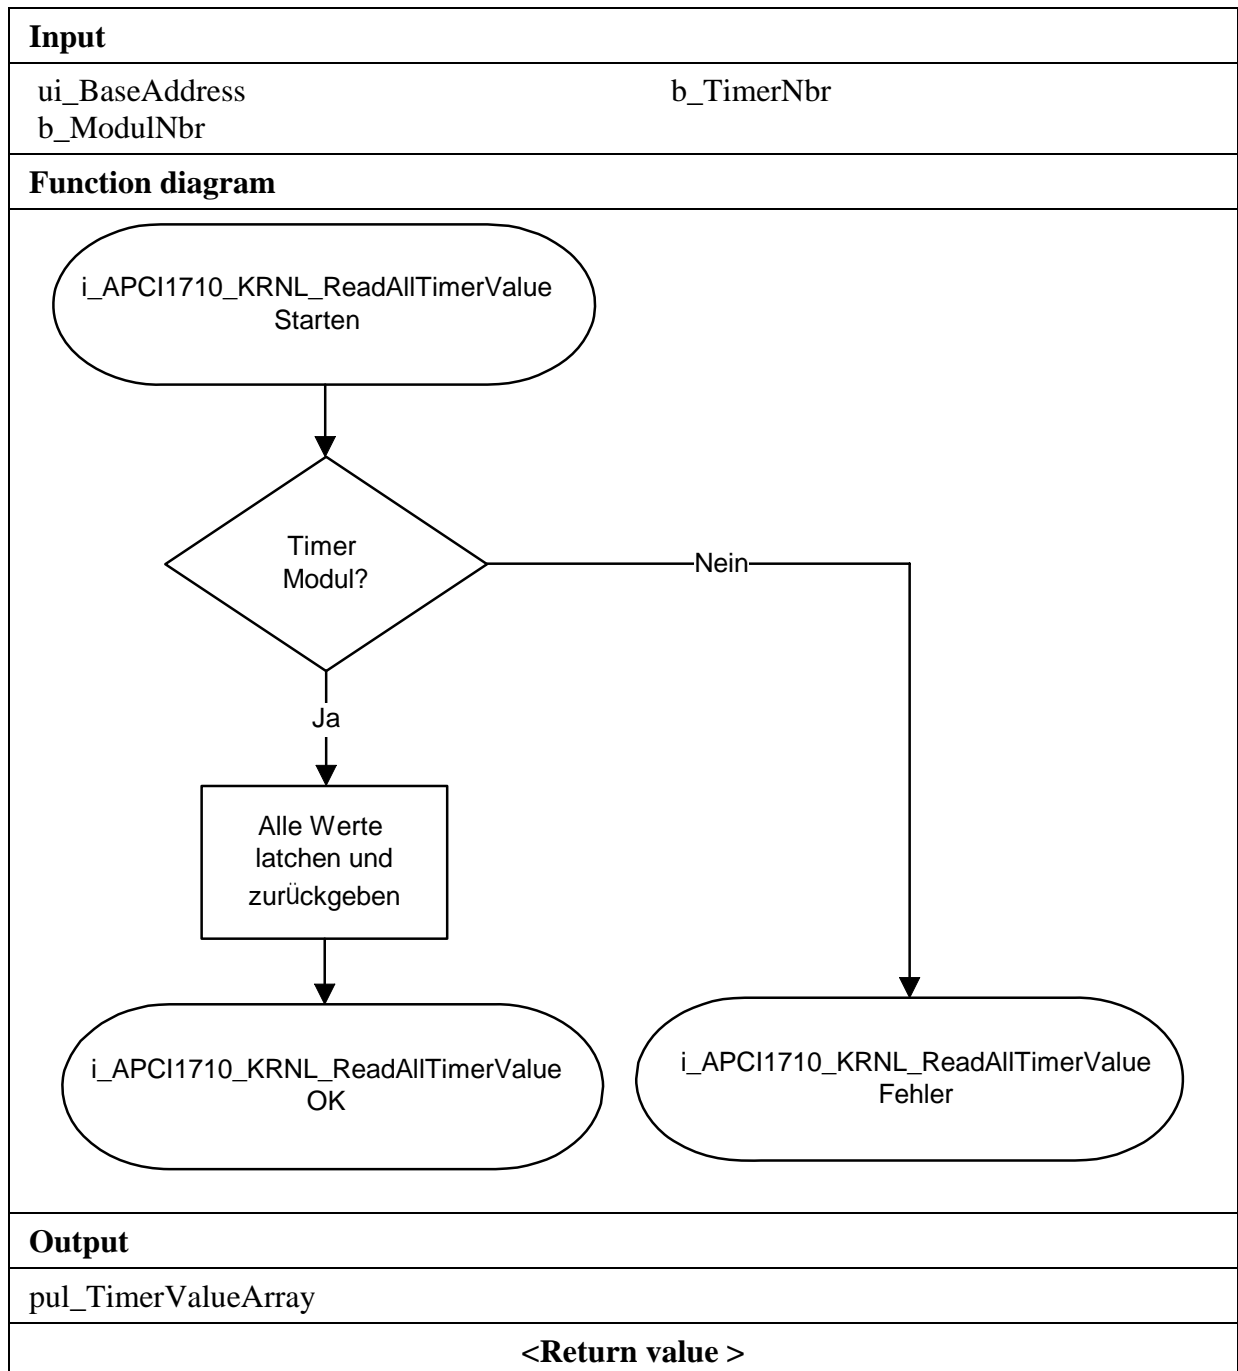 Input
ui_BaseAddress b_TimerNbr
b_ModulNbr
Function diagram
i_APCI1710_KRNL_ReadAllTimerValue
Starten
Timer
Modul?
Nein
Ja
Alle Werte
latchen und
zurÜckgeben
i_APCI1710_KRNL_ReadAllTimerValue
OK
i_APCI1710_KRNL_ReadAllTimerValue
Fehler
Output
pul_TimerValueArray
<Return value >